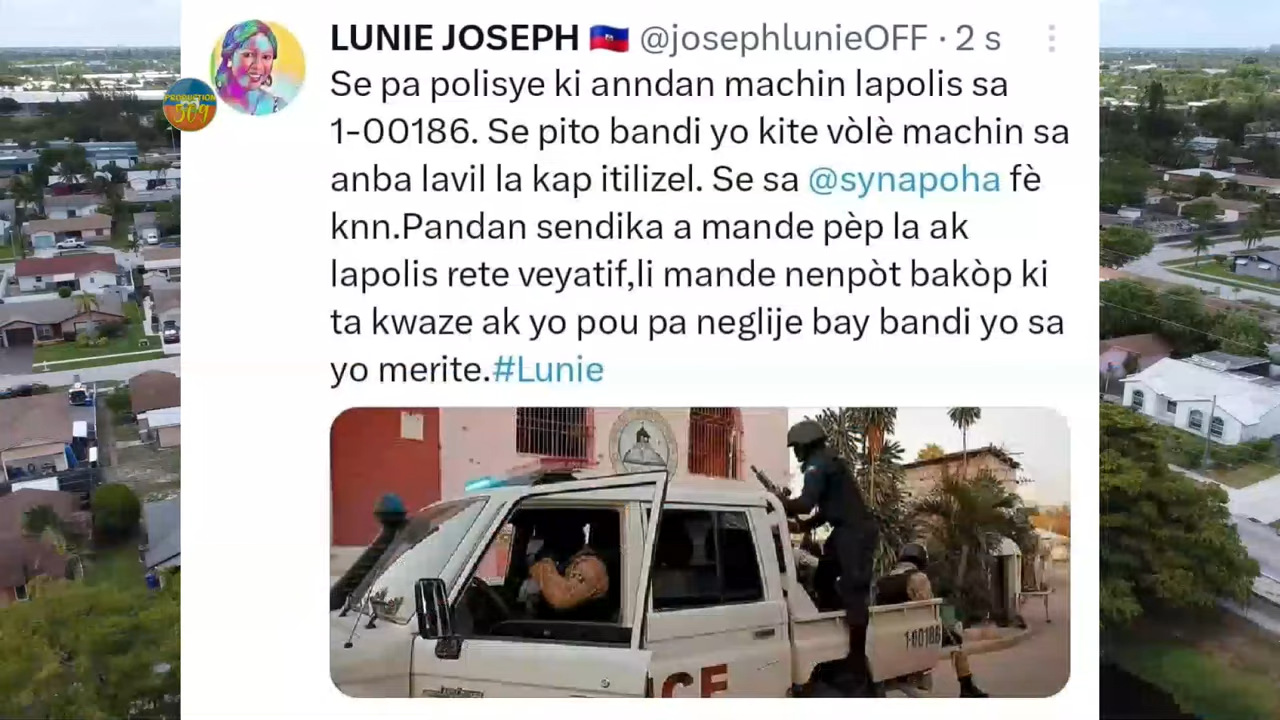 LUNIE JOSEPH 🇭🇹 @josephlunieOFF · 2 s
PRODUCTION
509
Se pa polisye ki anndan machin lapolis sa
1-00186. Se pito bandi yo kite vòlè machin sa
anba lavil la kap itilizel. Se sa @synapoha fè
knn.Pandan sendika a mande pèp la ak
lapolis rete veyatif,li mande nenpòt bakòp ki
ta kwaze ak yo pou pa neglije bay bandi yo sa
yo merite.#Lunie
1-00186
CE